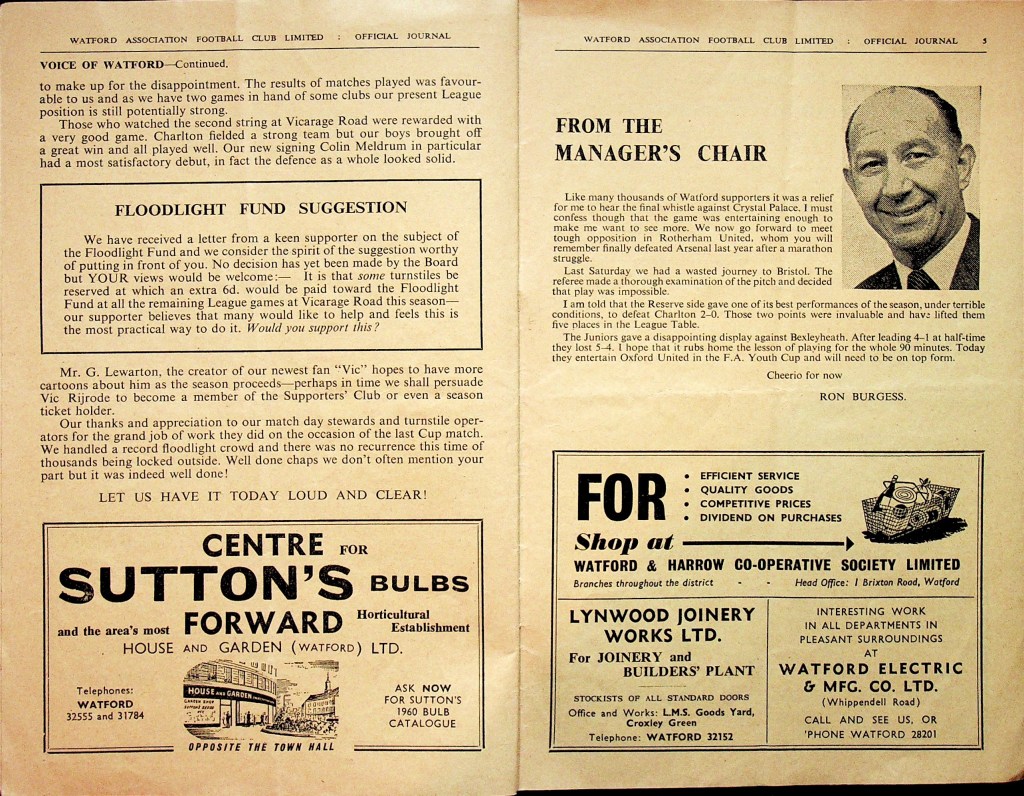 WATFORD ASSOCIATION FOOTBALL CLUB LIMITED : OFFICIAL JOURNAL
VOICE OF WATFORD—Continued.
to make up for the disappointment. The results of matches played was favour-
able to us and as we have two games in hand of some clubs our present League
position is still potentially strong.
Those who watched the second string at Vicarage Road were rewarded with
a very good game. Charlton fielded a strong team but our boys brought off
a great win and all played well. Our new signing Colin Meldrum in particular
had a most satisfactory debut, in fact the defence as a whole looked solid.
FLOODLIGHT FUND SUGGESTION
We have received a letter from a keen supporter on the subject of
the Floodlight Fund and we consider the spirit of the suggestion worthy
of putting in front of you. No decision has yet been made by the Board
but YOUR views would be welcome:— It is that some turnstiles be
reserved at which an extra 6d. would be paid toward the Floodlight
Fund at all the remaining League games at Vicarage Road this season—
our supporter believes that many would like to help and feels this is
the most practical way to do it. Would you support this?
Mr. G. Lewarton, the creator of our newest fan "Vic" hopes to have more
cartoons about him as the season proceeds—perhaps in time we shall persuade
Vic Rijrode to become a member of the Supporters' Club or even a season
ticket holder.
Our thanks and appreciation to our match day stewards and turnstile oper-
ators for the grand job of work they did on the occasion of the last Cup match.
We handled a record floodlight crowd and there was no recurrence this time of
thousands being locked outside. Well done chaps we don't often mention your
part but it was indeed well done!
LET US HAVE IT TODAY LOUD AND CLEAR!
CENTRE FOR
SUTTON'S BULBS
and the area's most FORWARD Horticultural Establishment
HOUSE AND GARDEN (WATFORD) LTD.
Telephones:
WATFORD
32555 and 31784
HOUSE AND GARDEN
OPPOSITE THE TOWN HALL
ASK NOW
FOR SUTTON'S
1960 BULB
CATALOGUE
WATFORD ASSOCIATION FOOTBALL CLUB LIMITED : OFFICIAL JOURNAL 5
FROM THE
MANAGER'S CHAIR
Like many thousands of Watford supporters it was a relief
for me to hear the final whistle against Crystal Palace. I must
confess though that the game was entertaining enough to
make me want to see more. We now go forward to meet
tough opposition in Rotherham United, whom you will
remember finally defeated Arsenal last year after a marathon
struggle.
Last Saturday we had a wasted journey to Bristol. The
referee made a thorough examination of the pitch and decided
that play was impossible.
I am told that the Reserve side gave one of its best performances of the season, under terrible
conditions, to defeat Charlton 2-0. Those two points were invaluable and have lifted them
five places in the League Table.
The Juniors gave a disappointing display against Bexleyheath. After leading 4-1 at half-time
they lost 5-4. I hope that it rubs home the lesson of playing for the whole 90 minutes. Today
they entertain Oxford United in the F.A. Youth Cup and will need to be on top form.
Cheerio for now
RON BURGESS.
FOR
• EFFICIENT SERVICE
• QUALITY GOODS
• COMPETITIVE PRICES
• DIVIDEND ON PURCHASES
Shop at
WATFORD & HARROW CO-OPERATIVE SOCIETY LIMITED
Branches throughout the district - - Head Office: 1 Brixton Road, Watford
LYNWOOD JOINERY
WORKS LTD.
For JOINERY and
BUILDERS' PLANT
STOCKISTS OF ALL STANDARD DOORS
Office and Works: L.M.S. Goods Yard,
Croxley Green
Telephone: WATFORD 32152
INTERESTING WORK
IN ALL DEPARTMENTS IN
PLEASANT SURROUNDINGS
AT
WATFORD ELECTRIC
& MFG. CO. LTD.
(Whippendell Road)
CALL AND SEE US, OR
'PHONE WATFORD 28201